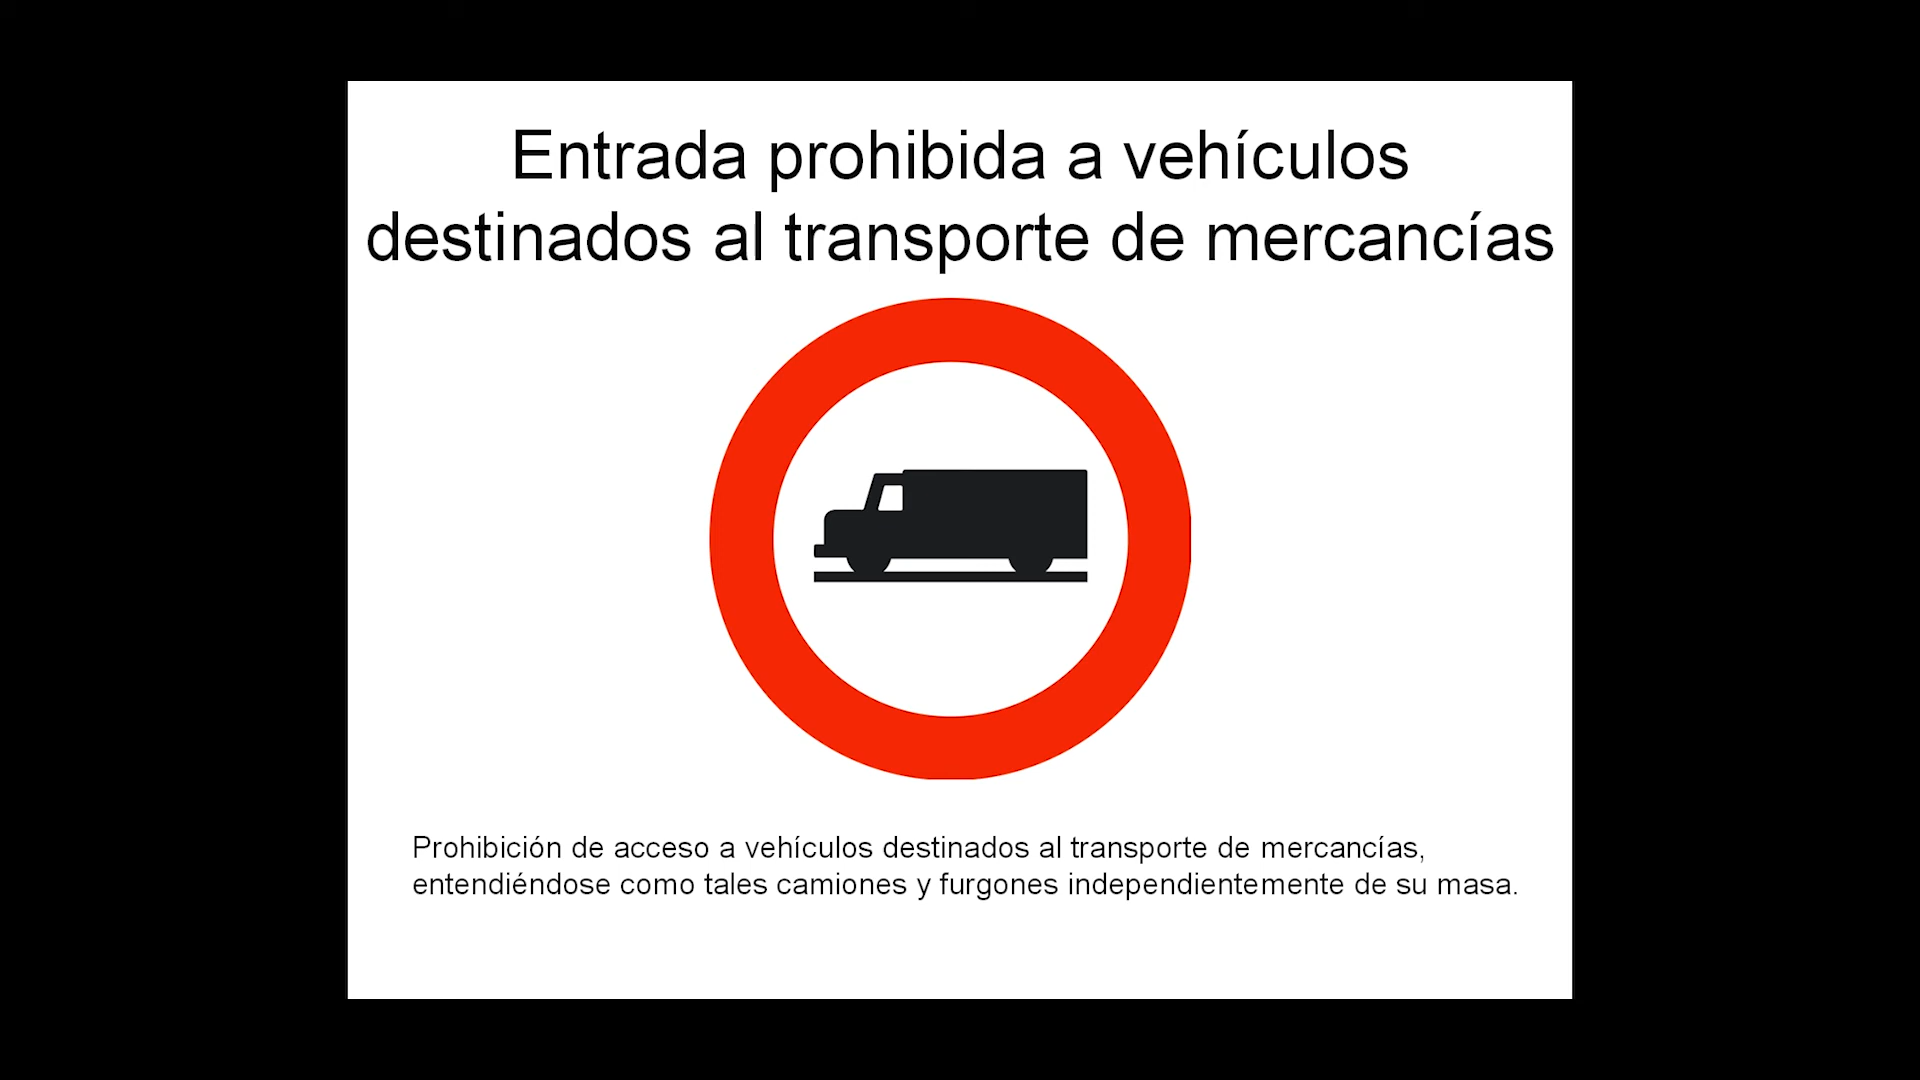 Entrada prohibida a vehículos
destinados al transporte de mercancías
Prohibición de acceso a vehículos destinados al transporte de mercancías,
entendiéndose como tales camiones y furgones independientemente de su masa.